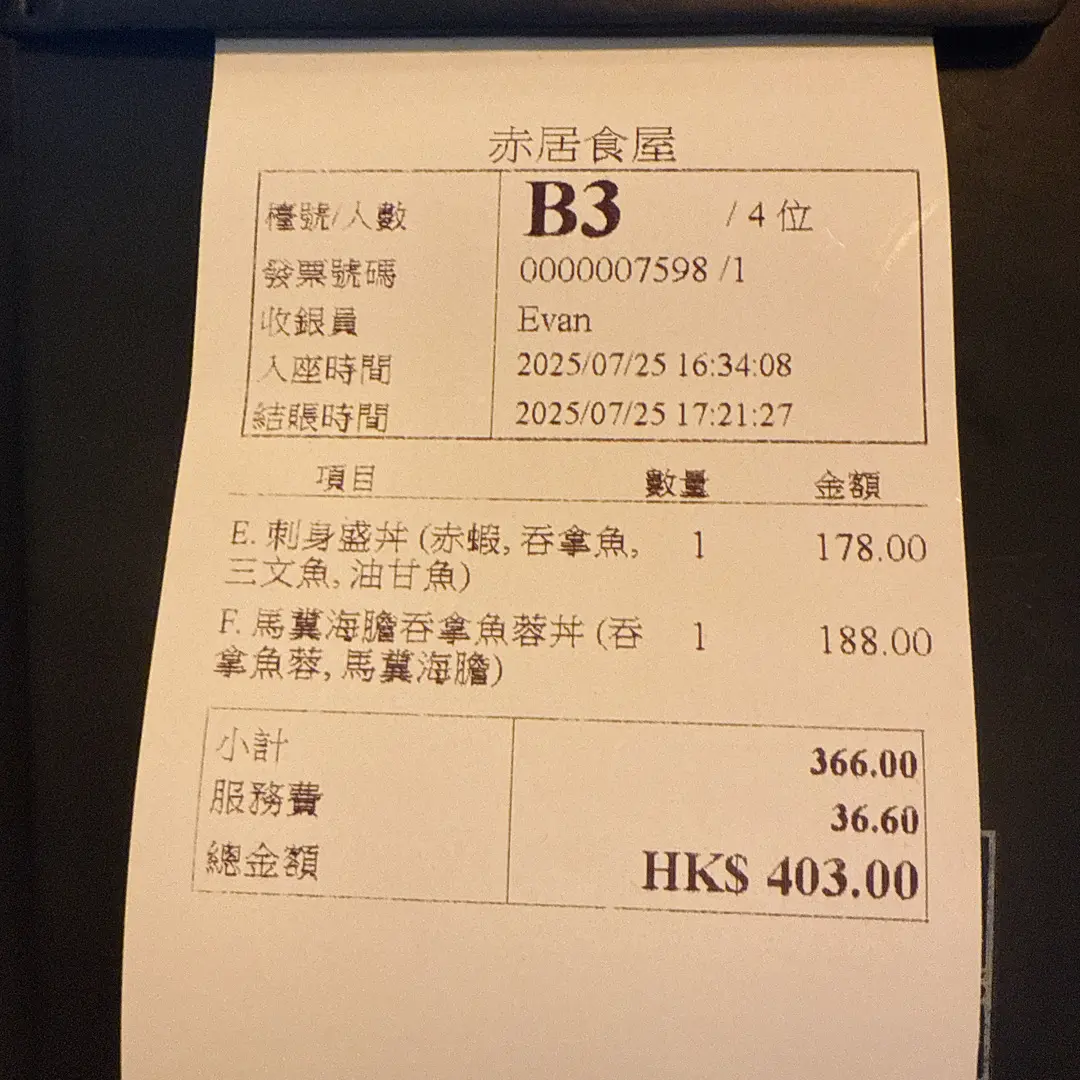 赤居食屋
檯號/人數 B3 / 4 位
發票號碼 0000007598 /1
收銀員 Evan
入座時間 2025/07/25 16:34:08
結賬時間 2025/07/25 17:21:27
項目 數量 金額
E. 刺身盛丼 (赤蝦, 吞拿魚, 1 178.00
三文魚, 油甘魚)
F. 馬糞海膽吞拿魚蓉丼 (吞 1 188.00
拿魚蓉, 馬糞海膽)
小計 366.00
服務費 36.60
總金額 HK$ 403.00